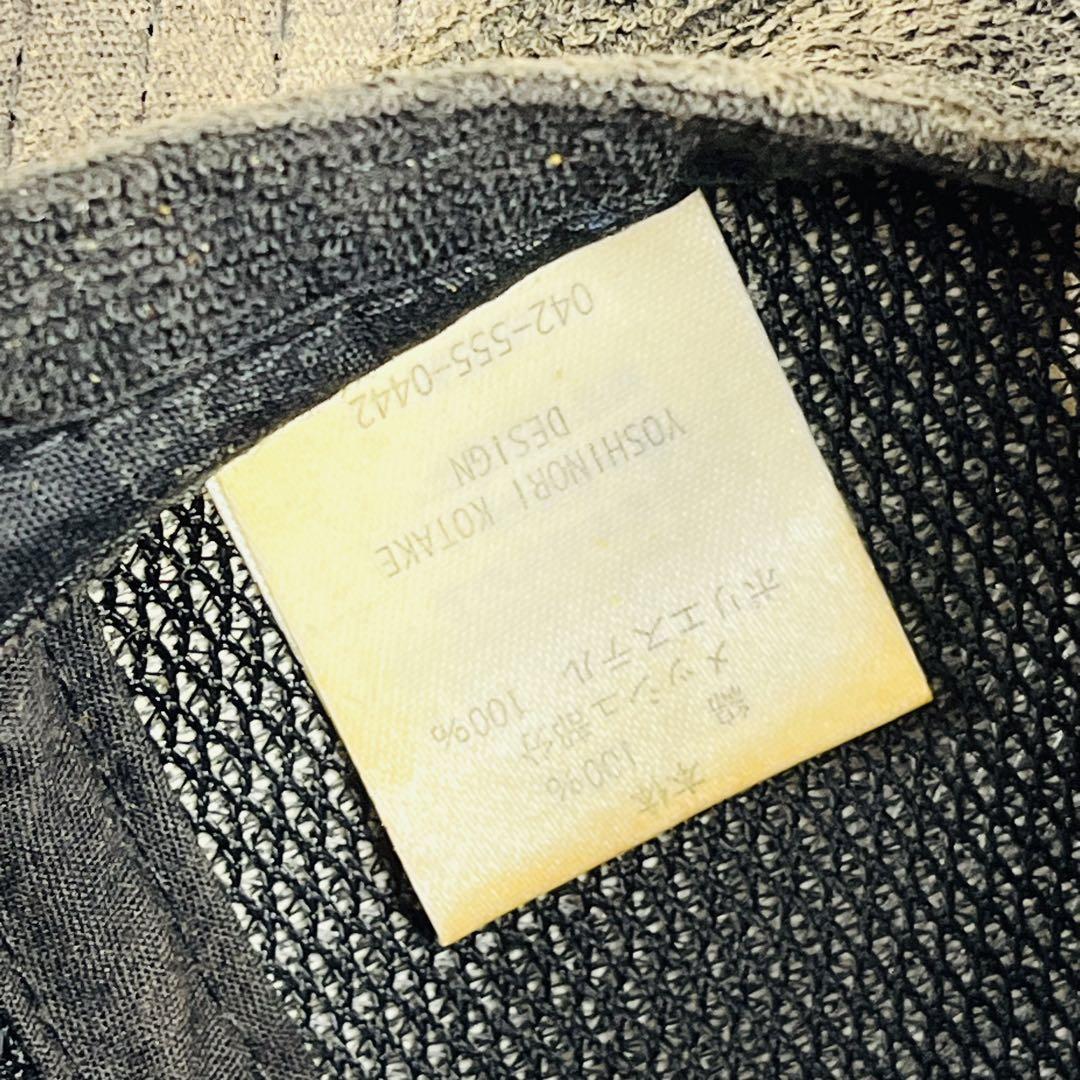 本体
綿 100%
メッシュ部分
ポリエステル 100%
YOSHINORI KOTAKE
DESIGN
042-555-0442